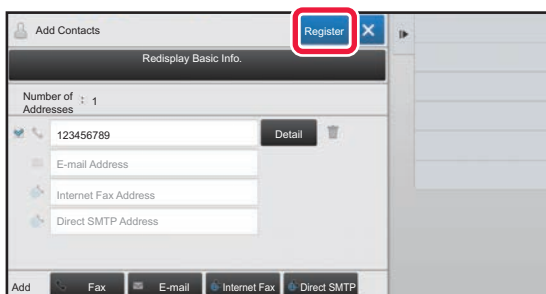 Add Contacts Register
Redisplay Basic Info.
Number of Addresses : 1
123456789 Detail
E-mail Address
Internet Fax Address
Direct SMTP Address
Add Fax E-mail Internet Fax Direct SMTP